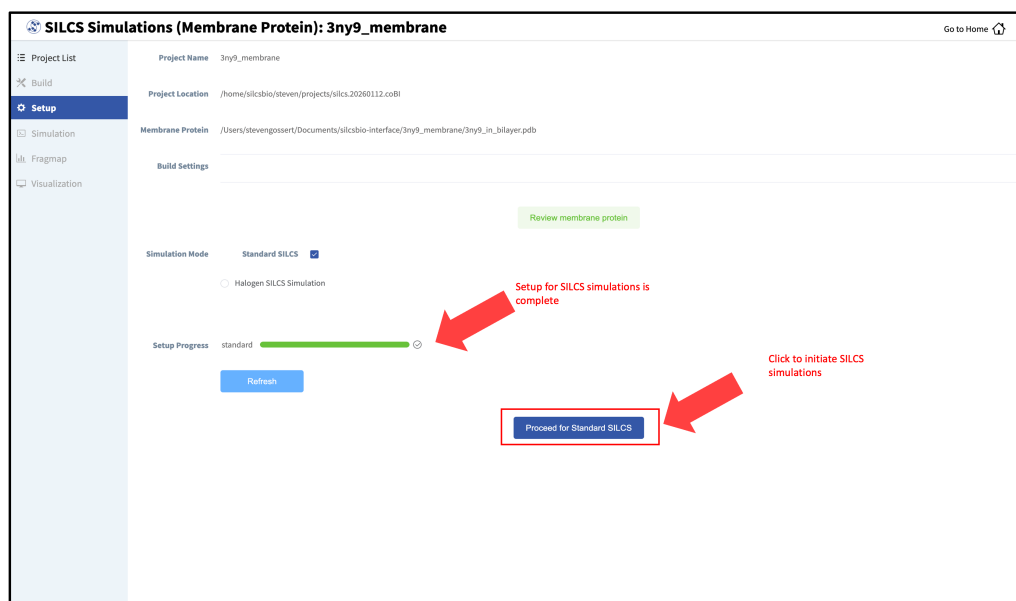 SILCS Simulations (Membrane Protein): 3ny9_membrane
Go to Home
Project List
Build
Setup
Simulation
Fragmap
Visualization
Project Name 3ny9_membrane
Project Location /home/silcsbio/steven/projects/silcs.20260112.coBI
Membrane Protein /Users/stevengossert/Documents/silcsbio-interface/3ny9_membrane/3ny9_in_bilayer.pdb
Build Settings
Review membrane protein
Simulation Mode Standard SILCS
Halogen SILCS Simulation
Setup for SILCS simulations is
complete
Setup Progress standard
Refresh
Click to initiate SILCS
simulations
Proceed for Standard SILCS